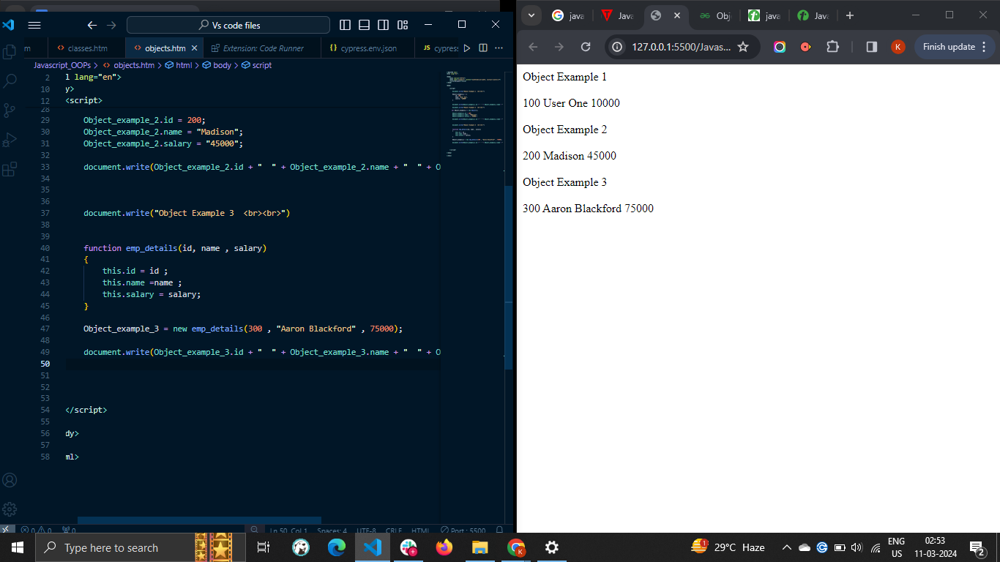 Vs code files
m
classes.htm
objects.htm
Extension: Code Runner
cypress.env.json
JS cypress
Javascript_OOPs > objects.htm > html > body > script
2 l lang="en">
10 y>
12 <script>
28
29 Object_example_2.id = 200;
30 Object_example_2.name = "Madison";
31 Object_example_2.salary = "45000";
32
33 document.write(Object_example_2.id + "  " + Object_example_2.name + "  " + O
34
35
36
37 document.write("Object Example 3  <br><br>")
38
39
40 function emp_details(id, name , salary)
41 {
42 this.id = id ;
43 this.name =name ;
44 this.salary = salary;
45 }
46
47 Object_example_3 = new emp_details(300 , "Aaron Blackford" , 75000);
48
49 document.write(Object_example_3.id + "  " + Object_example_3.name + "  " + O
50
51
52
53
54 </script>
55
56 dy>
57
58 ml>
0 0 0
Ln 50, Col 1 Spaces: 4 UTF-8 CRLF HTML Port : 5500
java
Java
Obj
java
Java
127.0.0.1:5500/Javas...
K
Finish update
Object Example 1
100 User One 10000
Object Example 2
200 Madison 45000
Object Example 3
300 Aaron Blackford 75000
Type here to search
1
29°C Haze
ENG
US
02:53
11-03-2024
2